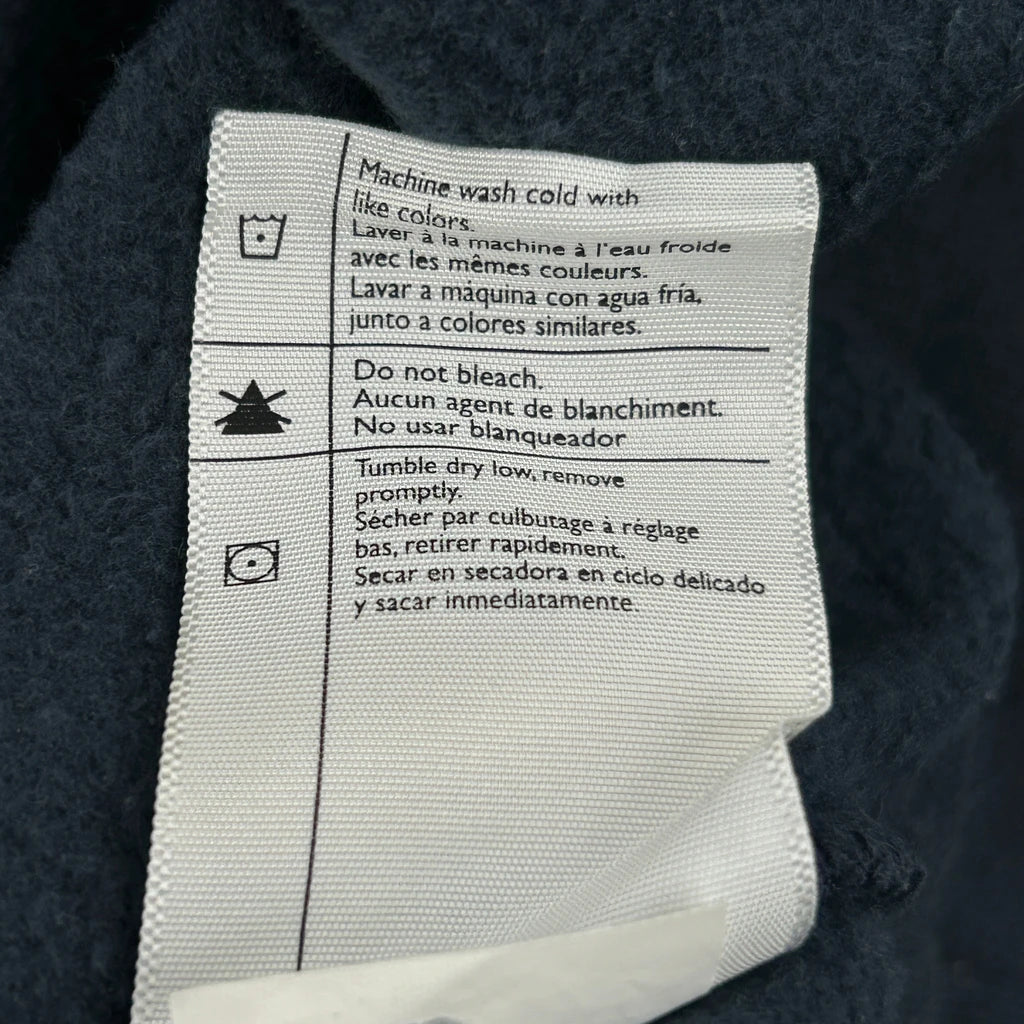 Machine wash cold with
like colors.
Laver à la machine à l'eau froide
avec les mêmes couleurs.
Lavar a máquina con agua fría,
junto a colores similares.
Do not bleach.
Aucun agent de blanchiment.
No usar blanqueador
Tumble dry low, remove
promptly.
Sécher par culbutage à réglage
bas, retirer rapidement.
Secar en secadora en ciclo delicado
y sacar inmediatamente.